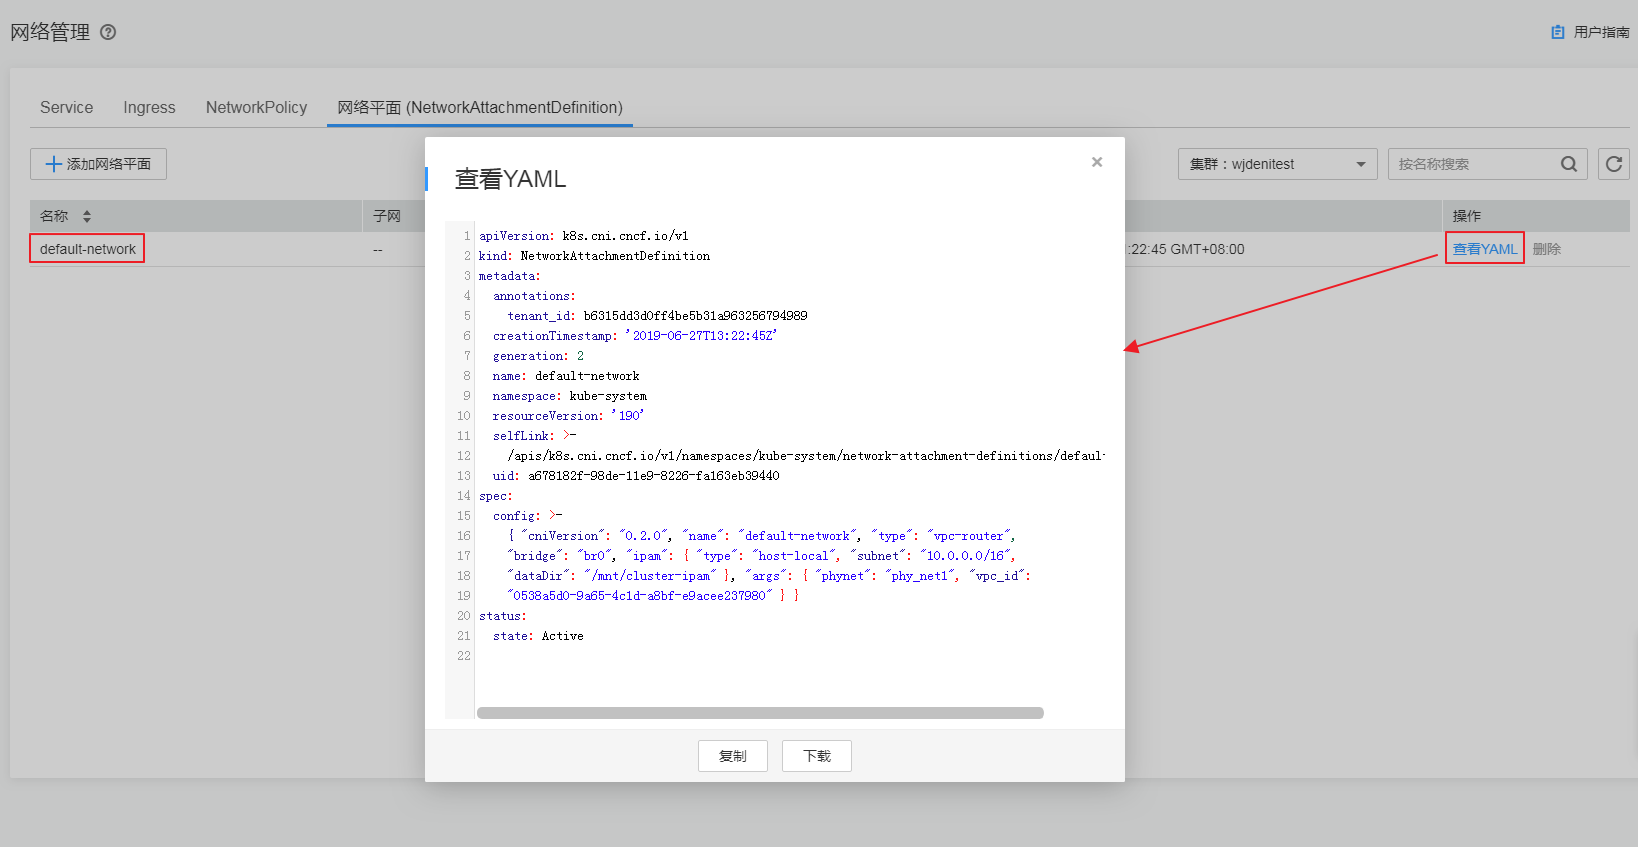 网络管理
用户指南
Service Ingress NetworkPolicy 网络平面 (NetworkAttachmentDefinition)
添加网络平面
集群：wjdenitest
按名称搜索
名称 子网 操作
default-network -- :22:45 GMT+08:00 查看YAML 删除
查看YAML
1 apiVersion: k8s.cni.cncf.io/v1
2 kind: NetworkAttachmentDefinition
3 metadata:
4 annotations:
5 tenant_id: b6315dd3d0ff4be5b31a963256794989
6 creationTimestamp: '2019-06-27T13:22:45Z'
7 generation: 2
8 name: default-network
9 namespace: kube-system
10 resourceVersion: '190'
11 selfLink: >-
12 /apis/k8s.cni.cncf.io/v1/namespaces/kube-system/network-attachment-definitions/default-
13 uid: a678182f-98de-11e9-8226-fa163eb39440
14 spec:
15 config: >-
16 { "cniVersion": "0.2.0", "name": "default-network", "type": "vpc-router",
17 "bridge": "br0", "ipam": { "type": "host-local", "subnet": "10.0.0.0/16",
18 "dataDir": "/mnt/cluster-ipam" }, "args": { "phynet": "phy_net1", "vpc_id":
19 "0538a5d0-9a65-4c1d-a8bf-e9acee237980" } }
20 status:
21 state: Active
22
复制 下载